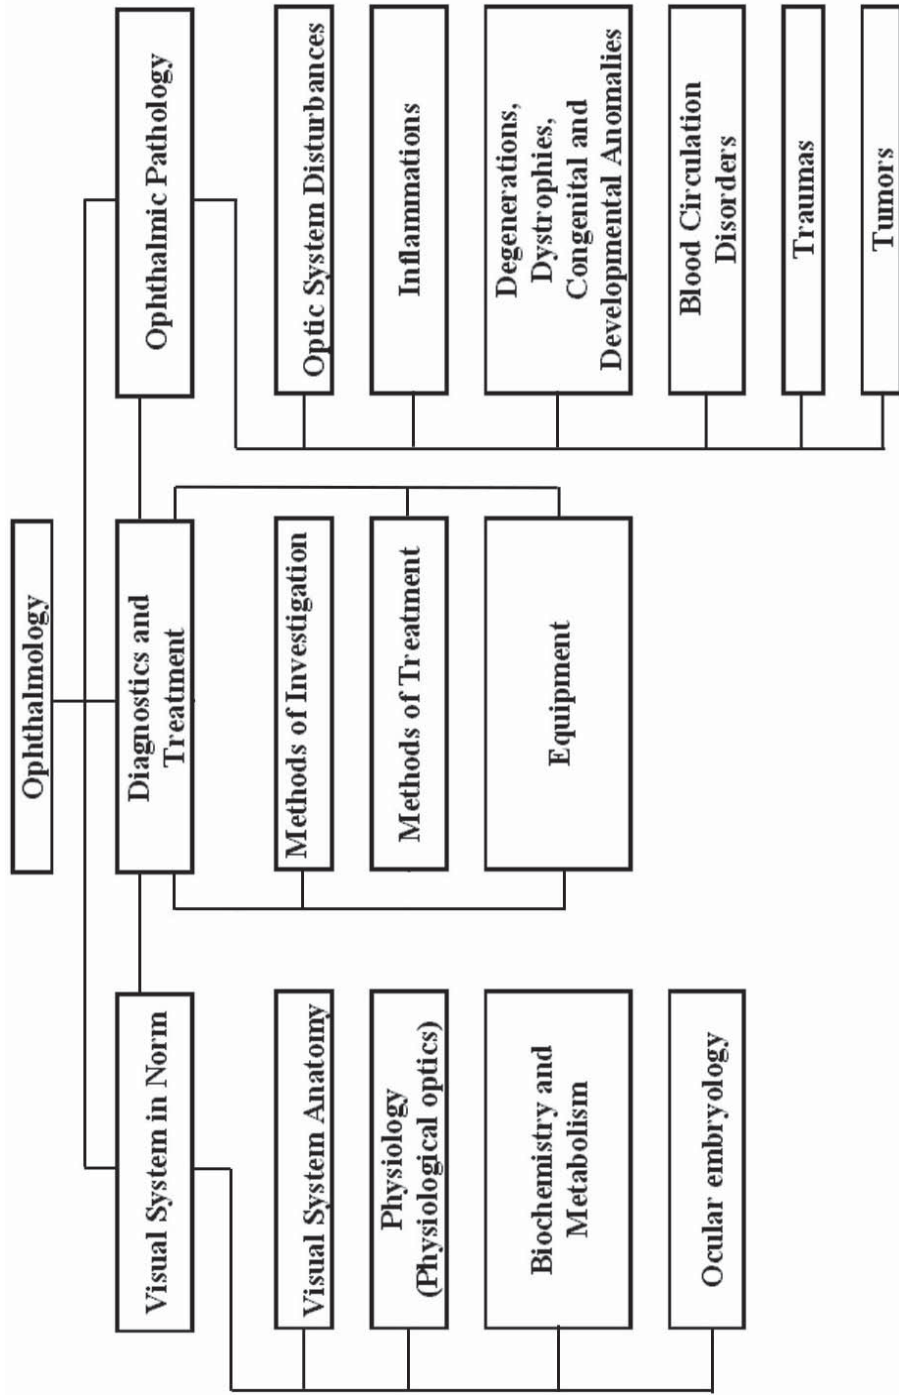 Ophthalmology
Visual System in Norm
Diagnostics and
Treatment
Ophthalmic Pathology
Visual System Anatomy
Physiology
(Physiological optics)
Biochemistry and
Metabolism
Ocular embryology
Methods of Investigation
Methods of Treatment
Equipment
Optic System Disturbances
Inflammations
Degenerations,
Dystrophies,
Congenital and
Developmental Anomalies
Blood Circulation
Disorders
Traumas
Tumors